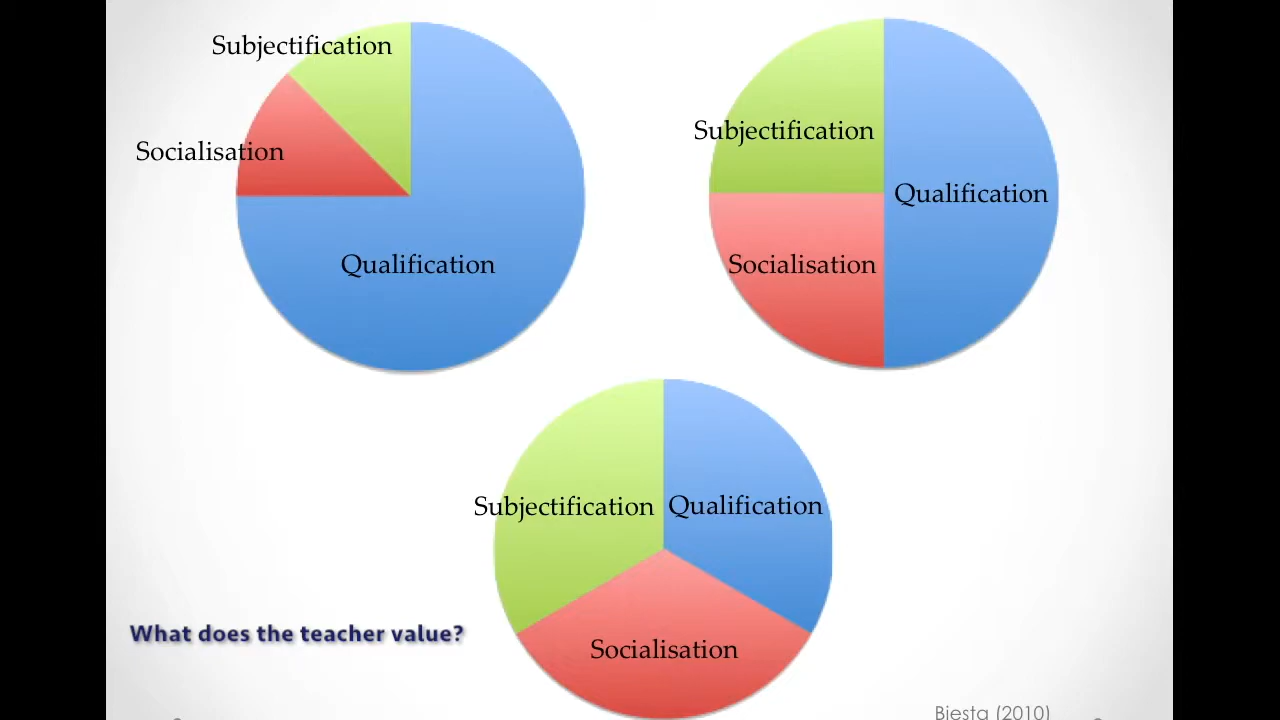 Subjectification
Socialisation
Qualification
Subjectification
Qualification
Socialisation
Subjectification
Qualification
Socialisation
What does the teacher value?
Biesta (2010)